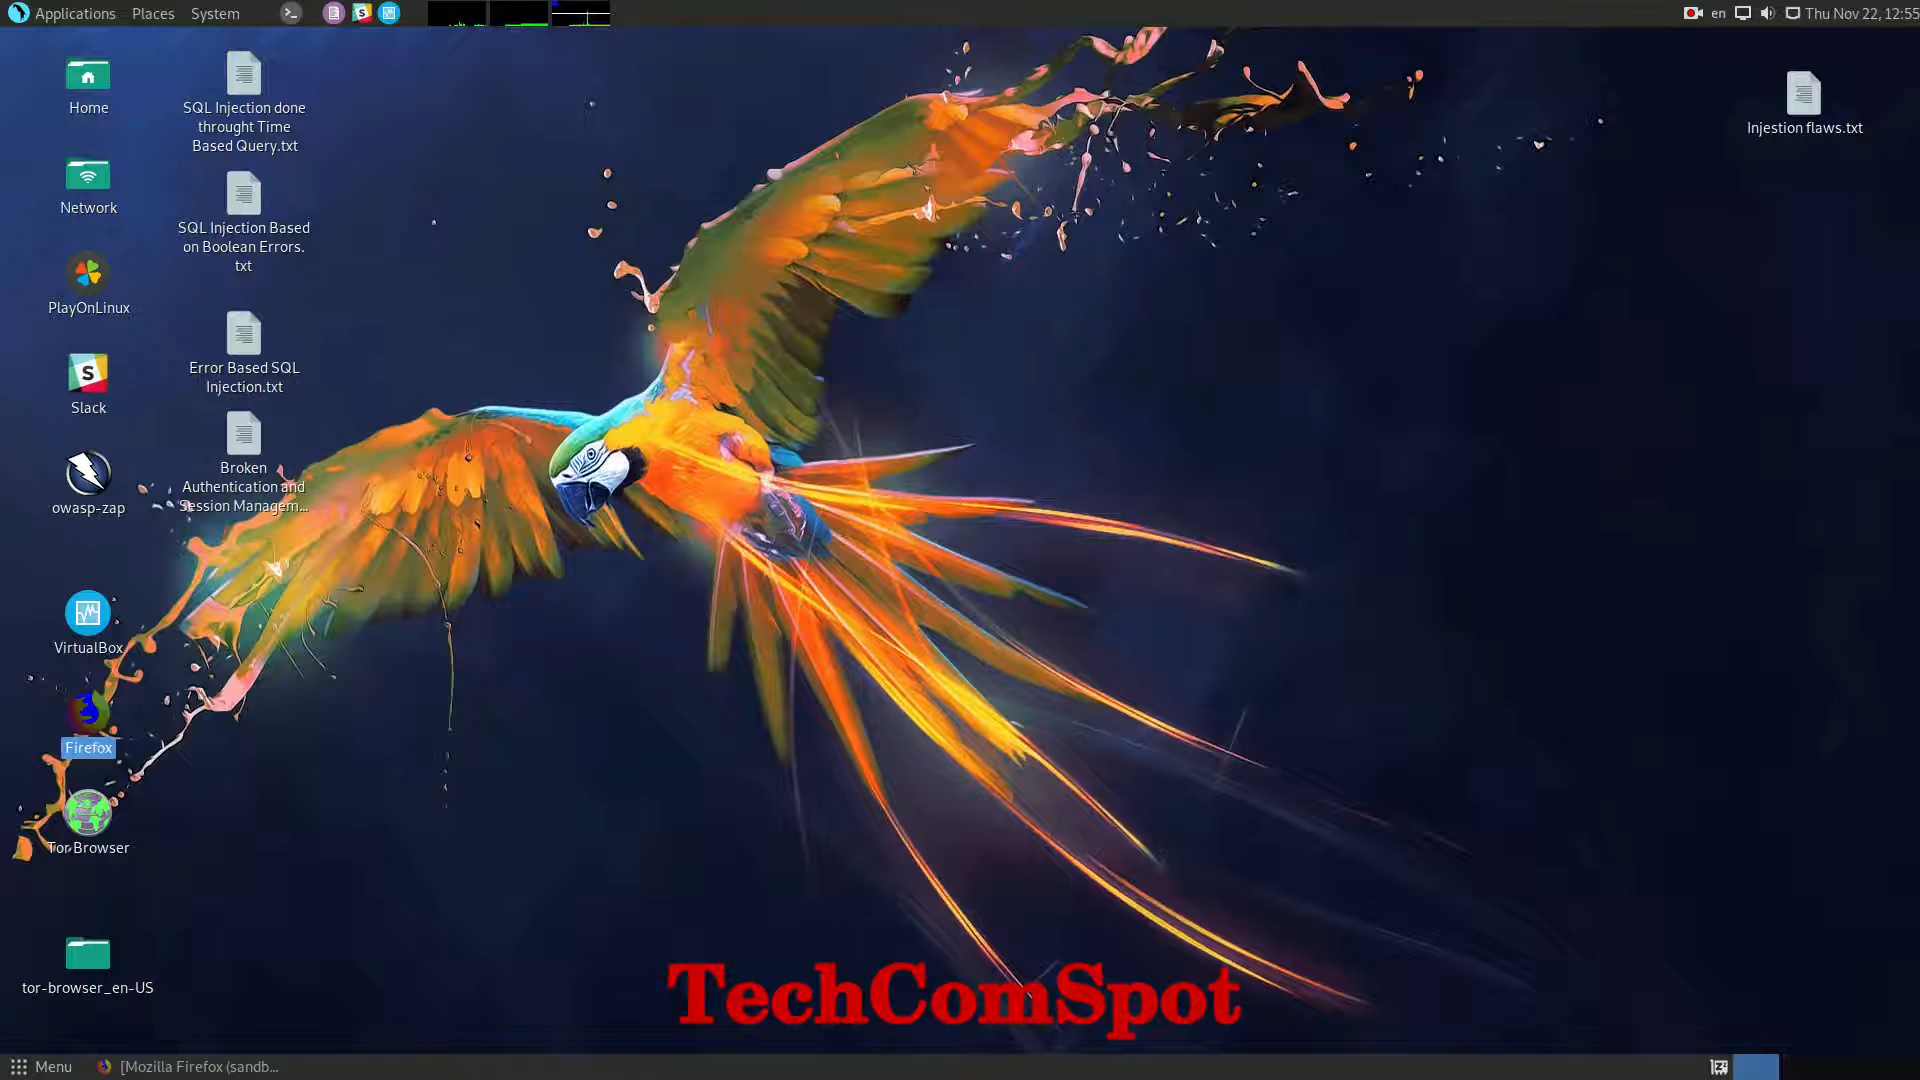 Applications Places System
en Thu Nov 22, 12:55
Home
SQL Injection done
throught Time
Based Query.txt
Injestion flaws.txt
Network
SQL Injection Based
on Boolean Errors.
txt
PlayOnLinux
Error Based SQL
Injection.txt
S
Slack
Broken
Authentication and
Session Managem...
owasp-zap
VirtualBox
Firefox
Tor Browser
tor-browser_en-US
TechComSpot
Menu [Mozilla Firefox (sandb...